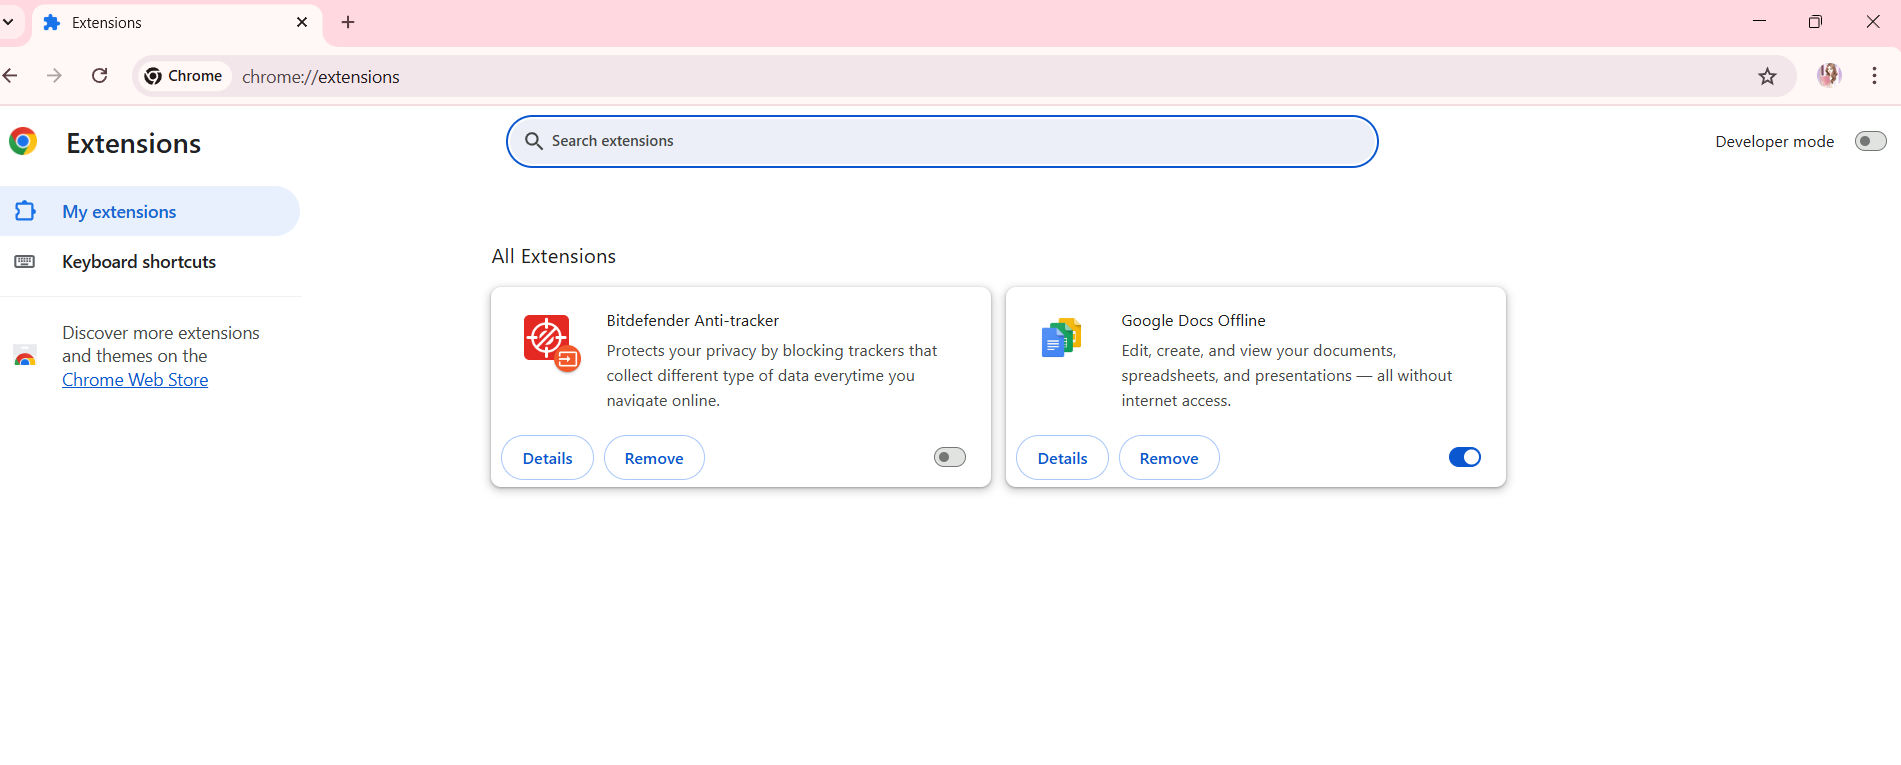 Extensions
Chrome
chrome://extensions
Extensions
Search extensions
Developer mode
My extensions
Keyboard shortcuts
Discover more extensions
and themes on the
Chrome Web Store
All Extensions
Bitdefender Anti-tracker
Protects your privacy by blocking trackers that
collect different type of data everytime you
navigate online.
Details
Remove
Google Docs Offline
Edit, create, and view your documents,
spreadsheets, and presentations — all without
internet access.
Details
Remove